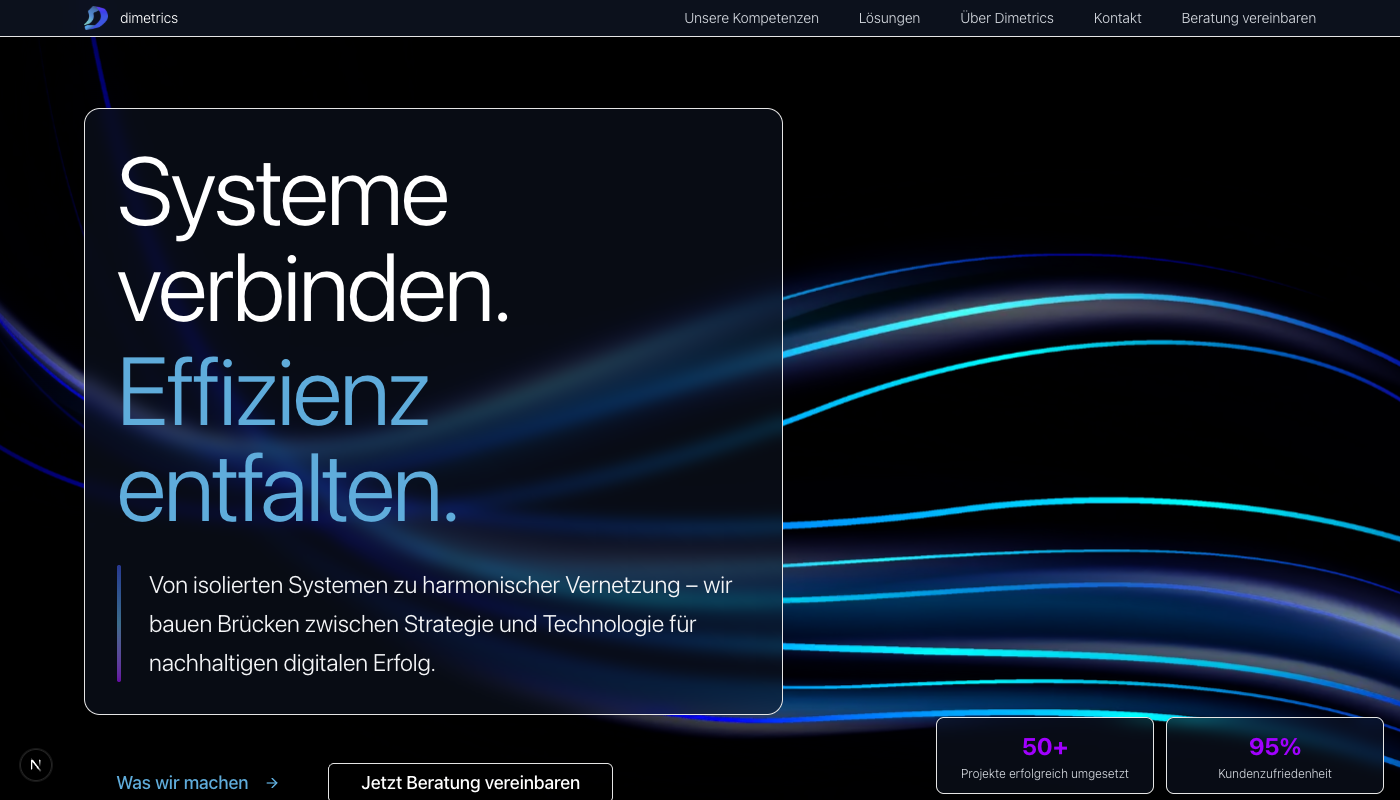 dimetrics
Unsere Kompetenzen
Lösungen
Über Dimetrics
Kontakt
Beratung vereinbaren
Systeme
verbinden.
Effizienz
entfalten.
Von isolierten Systemen zu harmonischer Vernetzung – wir
bauen Brücken zwischen Strategie und Technologie für
nachhaltigen digitalen Erfolg.
Was wir machen →
Jetzt Beratung vereinbaren
50+
Projekte erfolgreich umgesetzt
95%
Kundenzufriedenheit
N